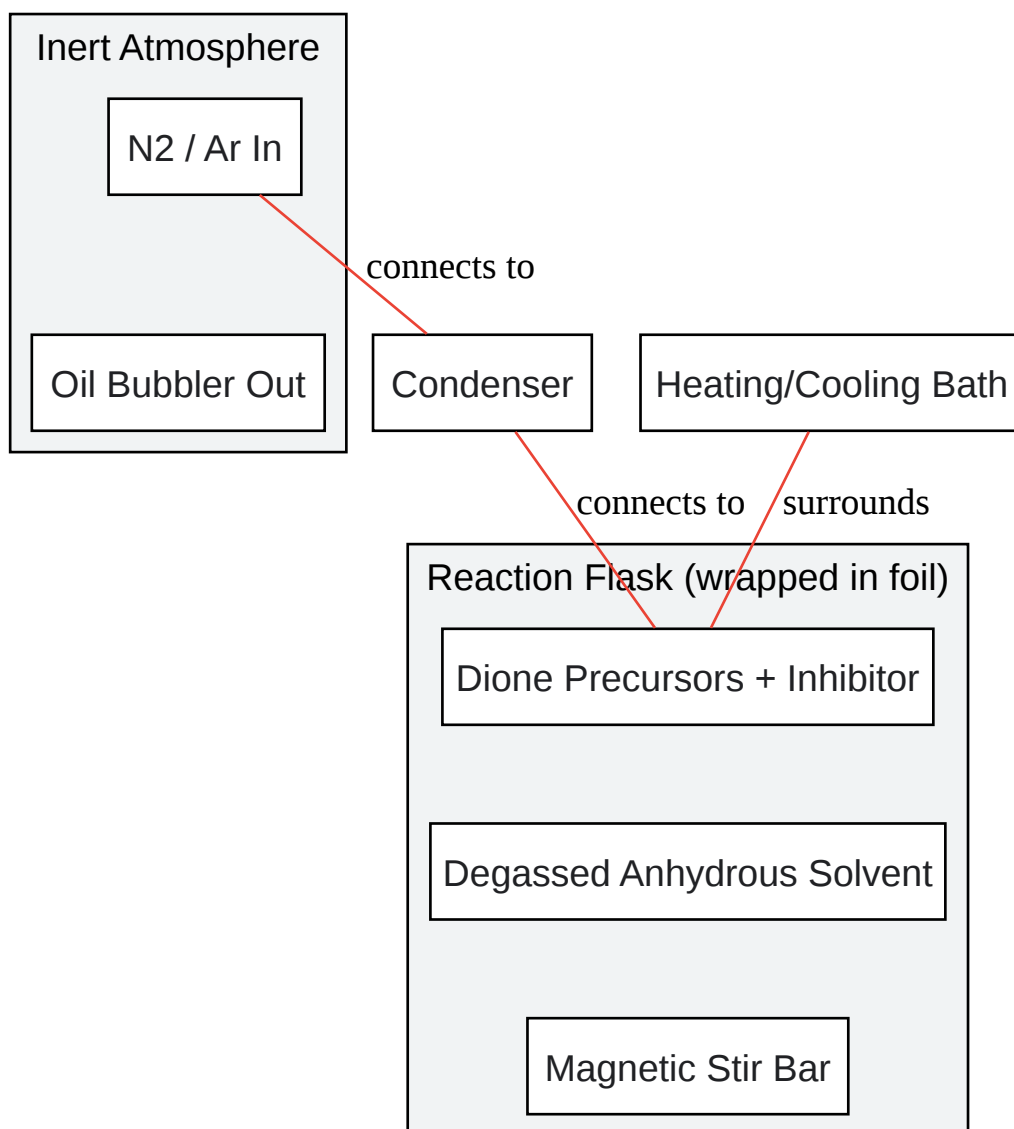 Inert Atmosphere
N2 / Ar In
connects to
Oil Bubbler Out
Condenser
Heating/Cooling Bath
connects to
surrounds
Reaction Flask (wrapped in foil)
Dione Precursors + Inhibitor
Degassed Anhydrous Solvent
Magnetic Stir Bar